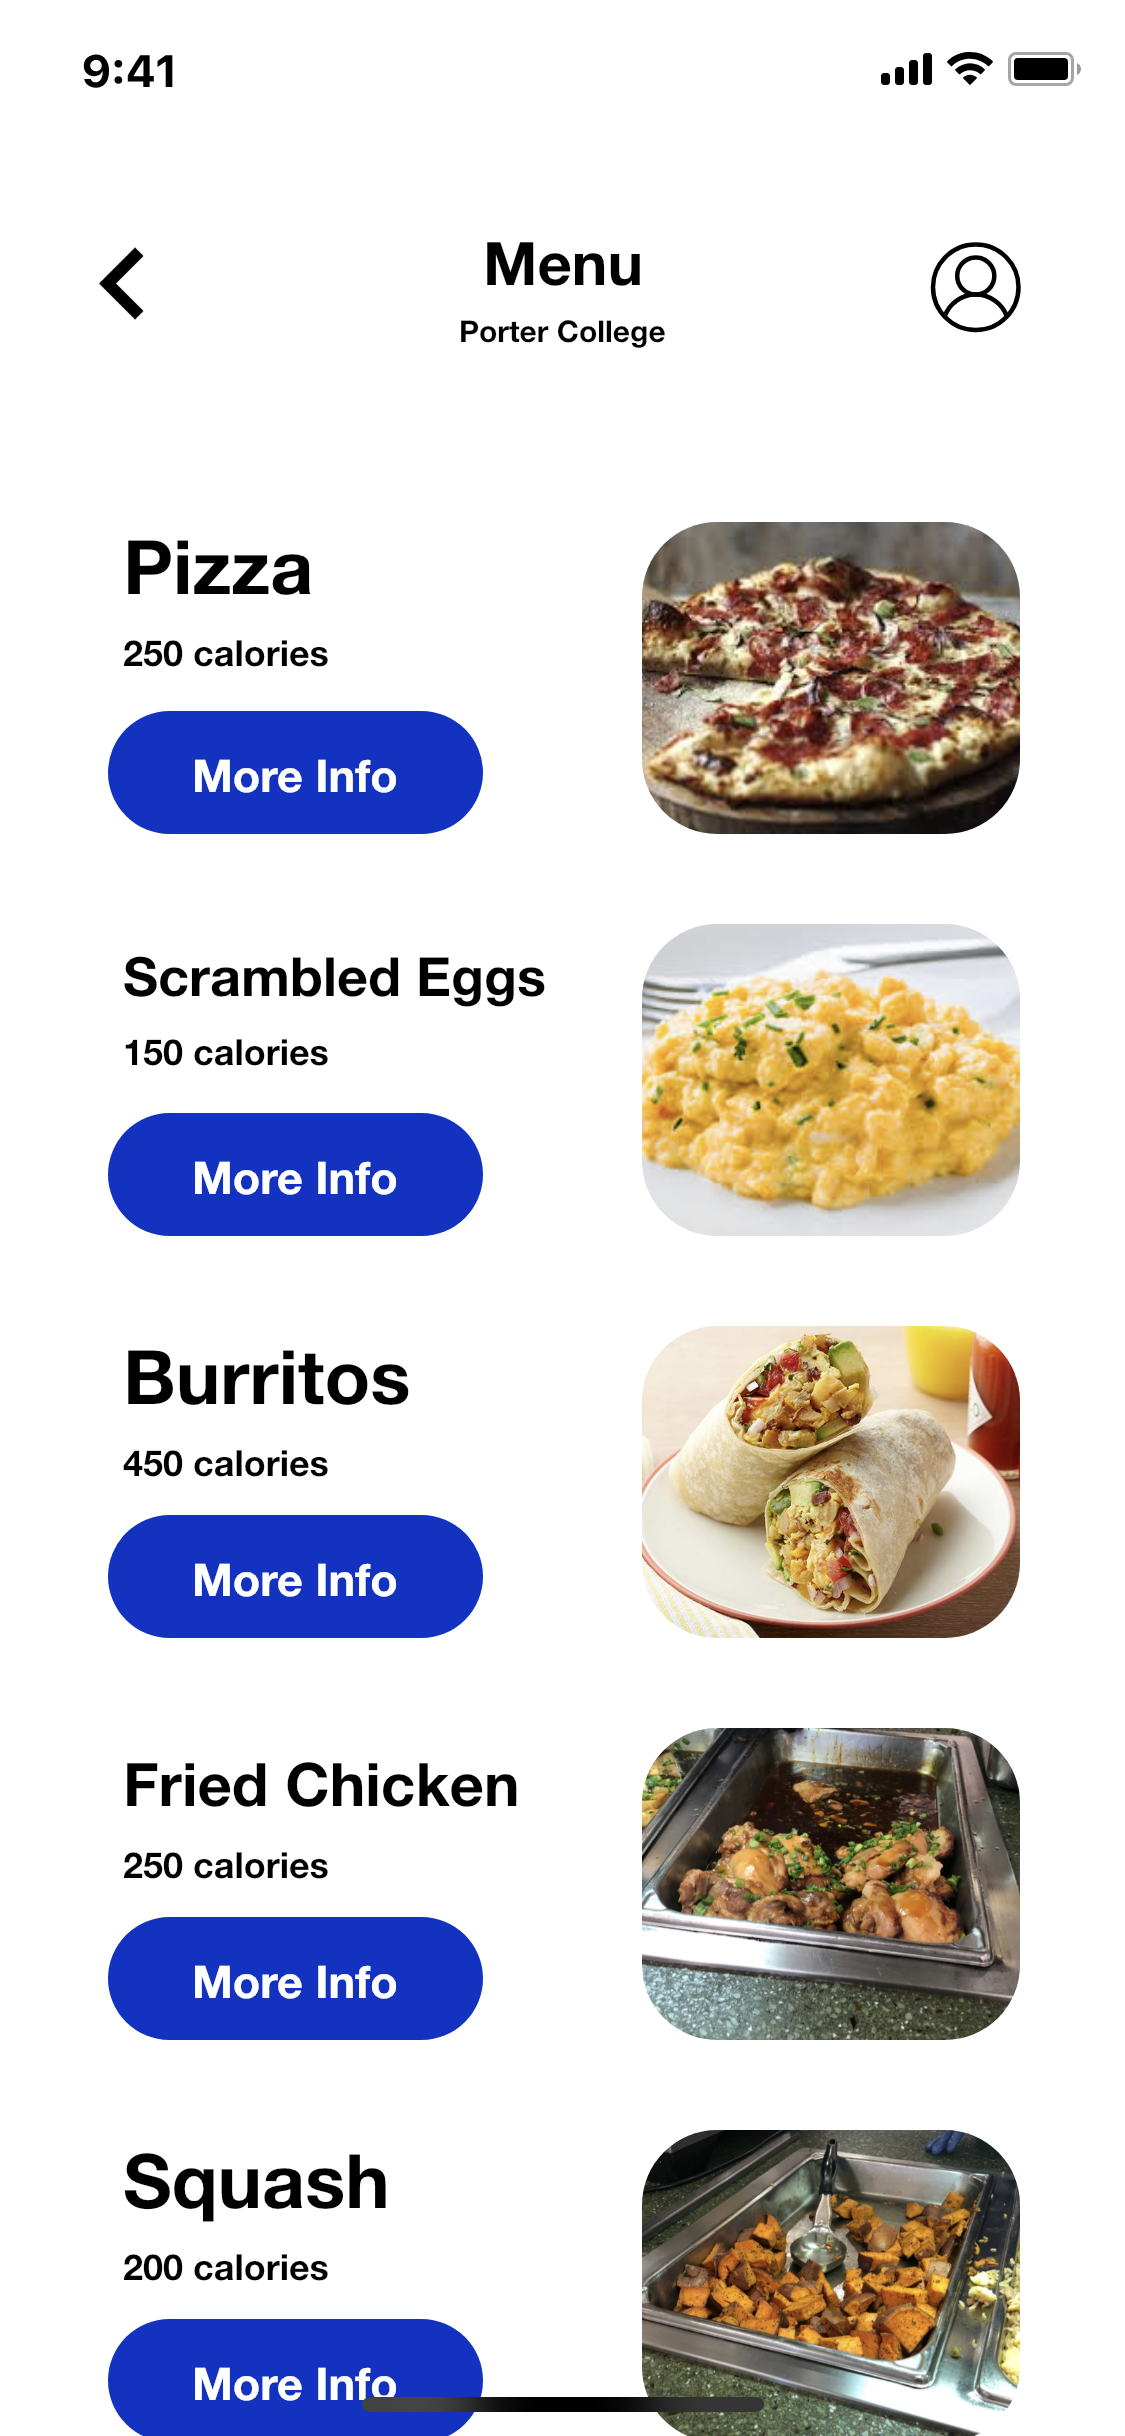 9:41
Menu
Porter College
Pizza
250 calories
More Info
Scrambled Eggs
150 calories
More Info
Burritos
450 calories
More Info
Fried Chicken
250 calories
More Info
Squash
200 calories
More Info